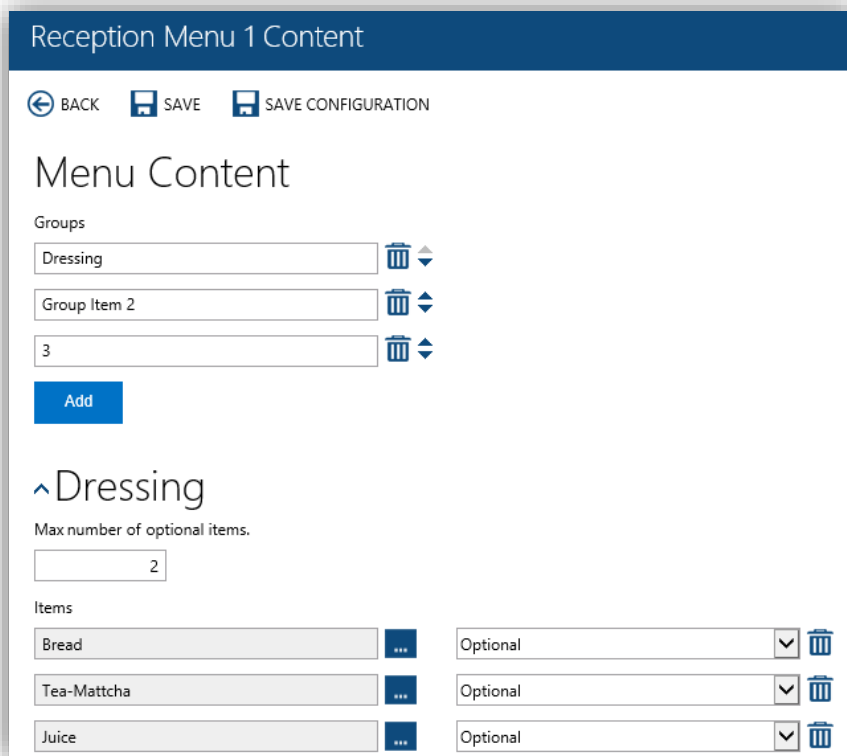 Reception Menu 1 Content
BACK SAVE SAVE CONFIGURATION
Menu Content
Groups
Dressing
Group Item 2
3
Add
Dressing
Max number of optional items.
2
Items
Bread ... Optional
Tea-Mattcha ... Optional
Juice ... Optional